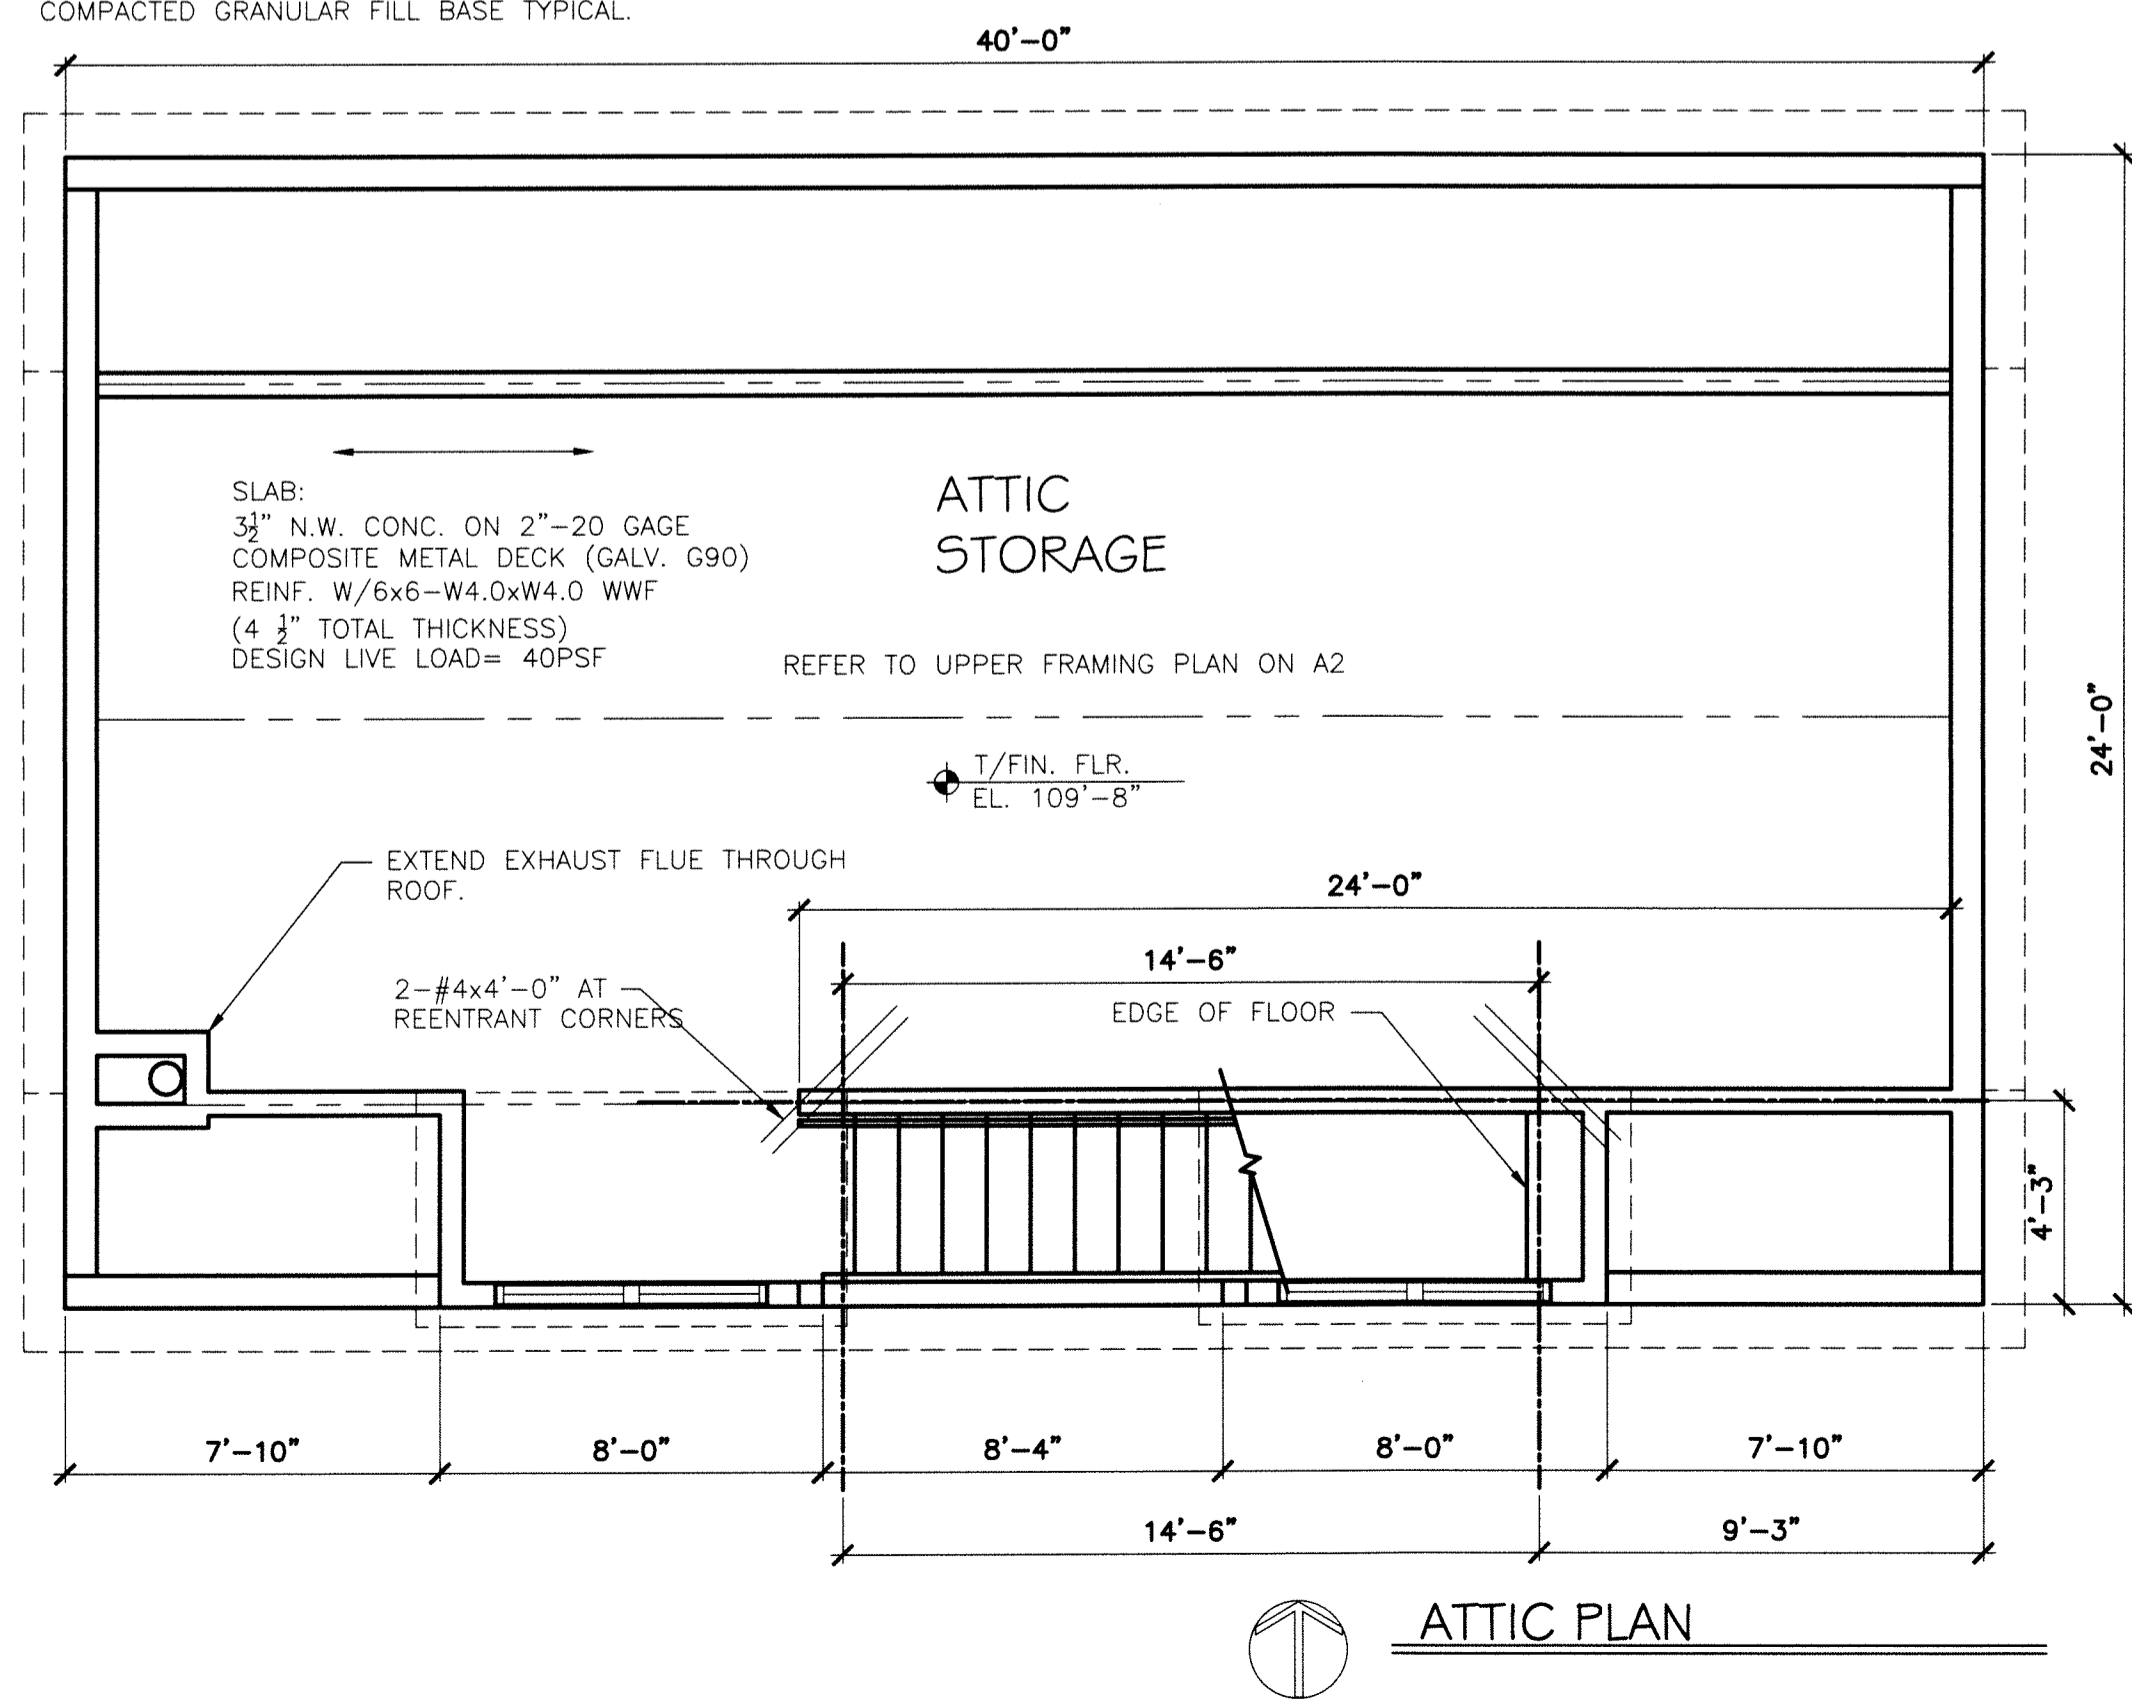 COMPACTED GRANULAR FILL BASE TYPICAL.
40'-0"
SLAB:
3½" N.W. CONC. ON 2"-20 GAGE
COMPOSITE METAL DECK (GALV. G90)
REINF. W/6x6-W4.0xW4.0 WWF
(4 ½" TOTAL THICKNESS)
DESIGN LIVE LOAD= 40PSF
ATTIC
STORAGE
REFER TO UPPER FRAMING PLAN ON A2
24'-0"
T/FIN. FLR.
EL. 109'-8"
EXTEND EXHAUST FLUE THROUGH
ROOF.
24'-0"
14'-6"
2-#4x4'-0" AT
REENTRANT CORNERS
EDGE OF FLOOR
4'-3"
7'-10"
8'-0"
8'-4"
8'-0"
7'-10"
14'-6"
9'-3"
ATTIC PLAN